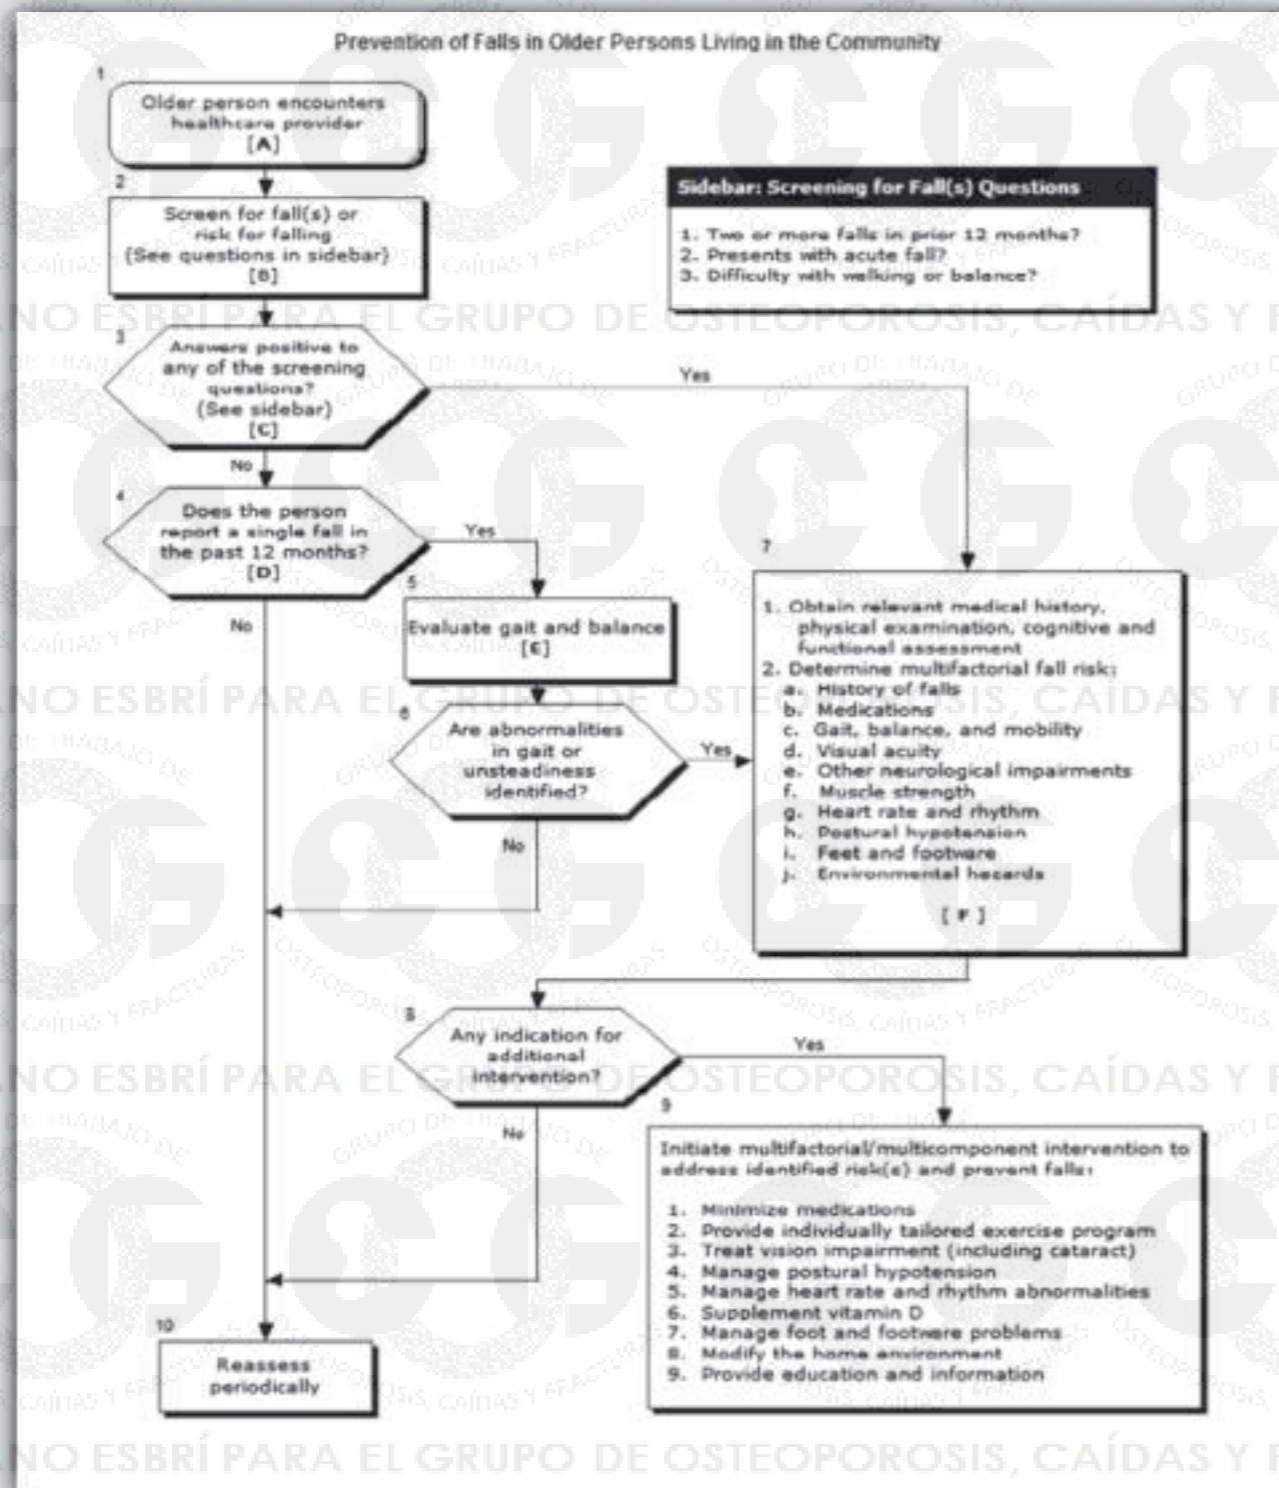 Prevention of Falls in Older Persons Living in the Community
1
Older person encounters
healthcare provider
[A]
2
Screen for fall(s) or
risk for falling
(See questions in sidebar)
[B]
Sidebar: Screening for Fall(s) Questions
1. Two or more falls in prior 12 months?
2. Presents with acute fall?
3. Difficulty with walking or balance?
3
Answers positive to
any of the screening
questions?
(See sidebar)
[C]
Yes
No
4
Does the person
report a single fall in
the past 12 months?
[D]
Yes
No
5
Evaluate gait and balance
[E]
6
Are abnormalities
in gait or
unsteadiness
identified?
Yes
No
7
1. Obtain relevant medical history,
physical examination, cognitive and
functional assessment
2. Determine multifactorial fall risk:
a. History of falls
b. Medications
c. Gait, balance, and mobility
d. Visual acuity
e. Other neurological impairments
f. Muscle strength
g. Heart rate and rhythm
h. Postural hypotension
i. Feet and footware
j. Environmental hazards
[ F ]
8
Any indication for
additional
intervention?
Yes
No
9
Initiate multifactorial/multicomponent intervention to
address identified risk(s) and prevent falls:
1. Minimize medications
2. Provide individually tailored exercise program
3. Treat vision impairment (including cataract)
4. Manage postural hypotension
5. Manage heart rate and rhythm abnormalities
6. Supplement vitamin D
7. Manage foot and footware problems
8. Modify the home environment
9. Provide education and information
10
Reassess
periodically
NO ESBRÍ PARA EL GRUPO DE OSTEOPOROSIS, CAÍDAS Y F
NO ESBRÍ PARA EL GRUPO DE OSTEOPOROSIS, CAÍDAS Y F
NO ESBRÍ PARA EL GRUPO DE OSTEOPOROSIS, CAÍDAS Y F
NO ESBRÍ PARA EL GRUPO DE OSTEOPOROSIS, CAÍDAS Y F